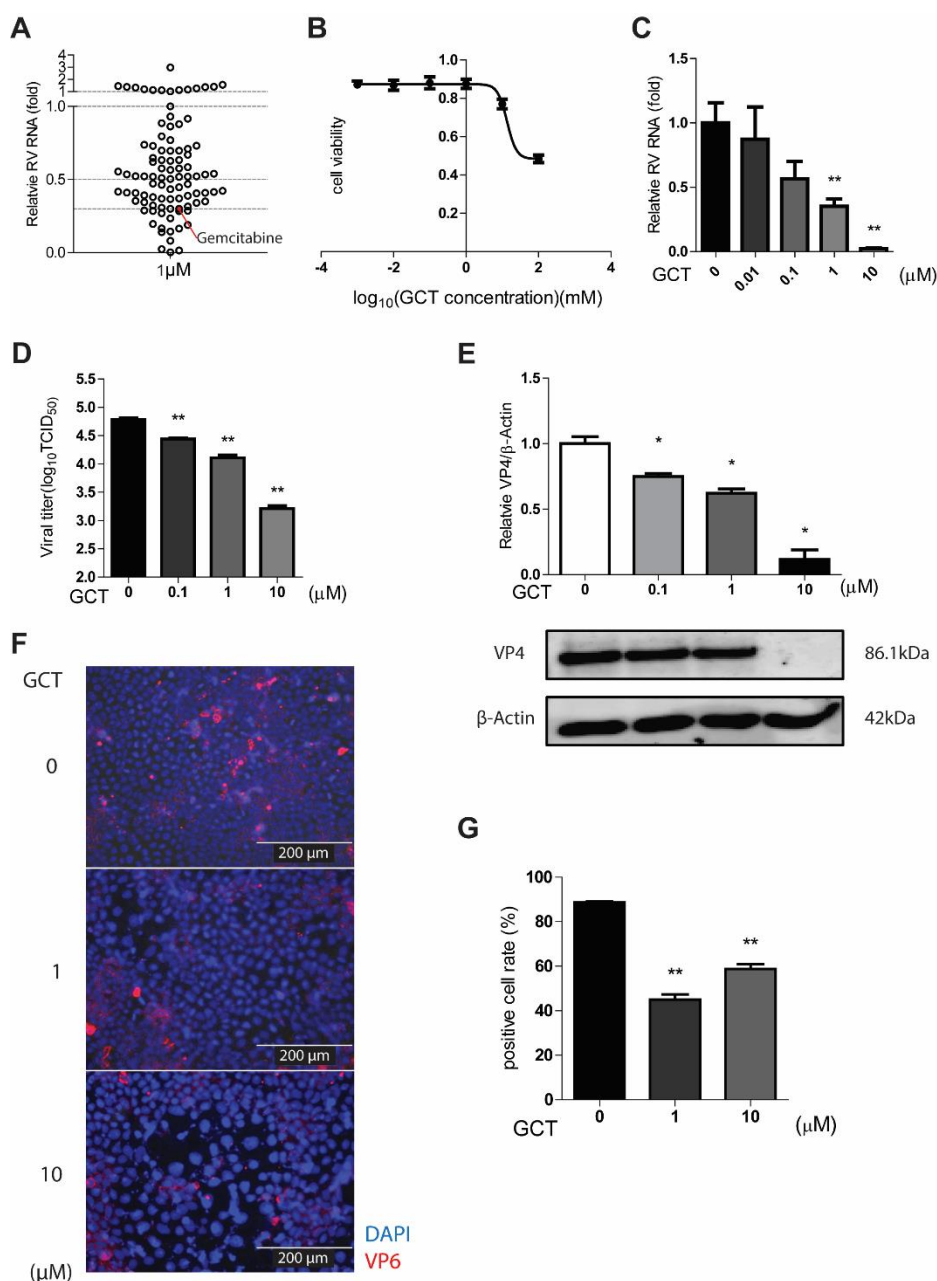 A
Relatvie RV RNA (fold)
4
3
2
1
1.0
0.5
0.0
Gemcitabine
1μM
B
cell viability
1.0
0.8
0.6
0.4
0.2
-4 -2 0 2 4
log10(GCT concentration)(mM)
C
Relatvie RV RNA (fold)
1.5
1.0
0.5
0.0
** **
GCT 0 0.01 0.1 1 10 (μM)
D
Viral titer(log10TCID50)
5.5
5.0
4.5
4.0
3.5
3.0
2.5
2.0
** ** **
GCT 0 0.1 1 10 (μM)
E
Relatvie VP4/β-Actin
1.5
1.0
0.5
0.0
* * *
GCT 0 0.1 1 10 (μM)
VP4 86.1kDa
β-Actin 42kDa
F
GCT
0
200 μm
1
200 μm
10
200 μm
(μM)
DAPI
VP6
G
positive cell rate (%)
100
80
60
40
20
0
** **
GCT 0 1 10 (μM)